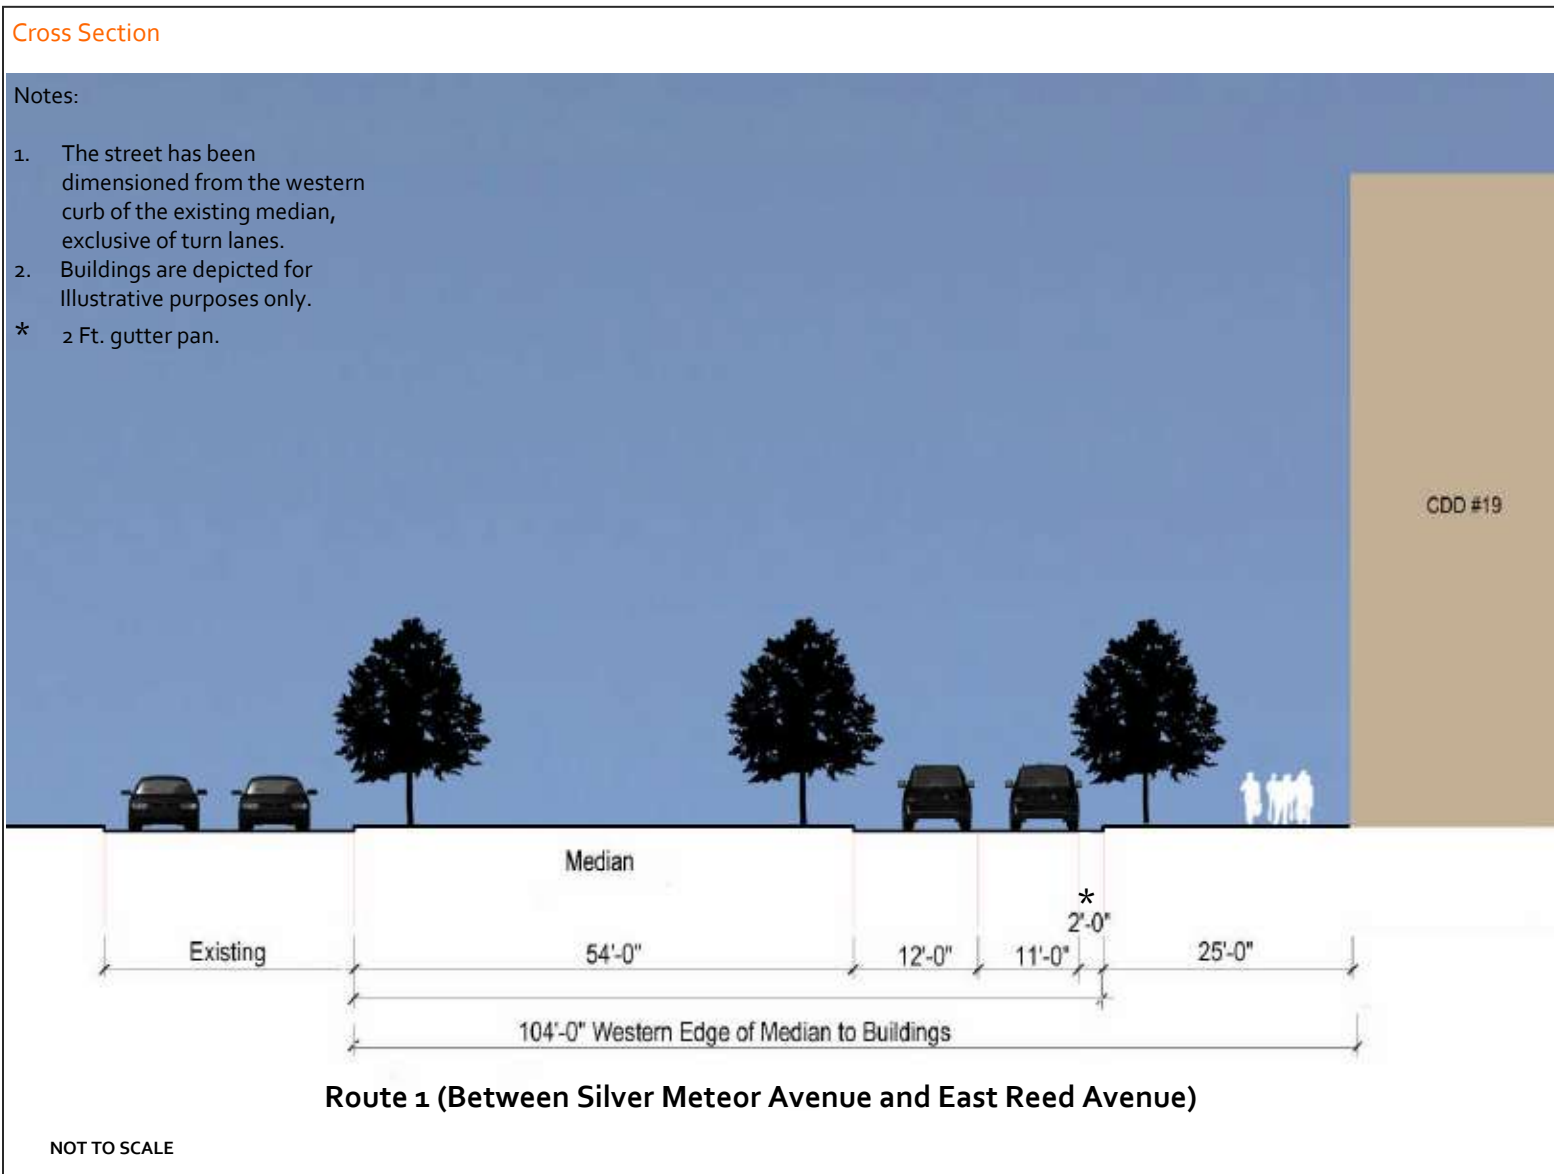 Cross Section
Notes:
1. The street has been
dimensioned from the western
curb of the existing median,
exclusive of turn lanes.
2. Buildings are depicted for
Illustrative purposes only.
* 2 Ft. gutter pan.
CDD #19
Median
*
2'-0"
Existing 54'-0" 12'-0" 11'-0" 25'-0"
104'-0" Western Edge of Median to Buildings
Route 1 (Between Silver Meteor Avenue and East Reed Avenue)
NOT TO SCALE